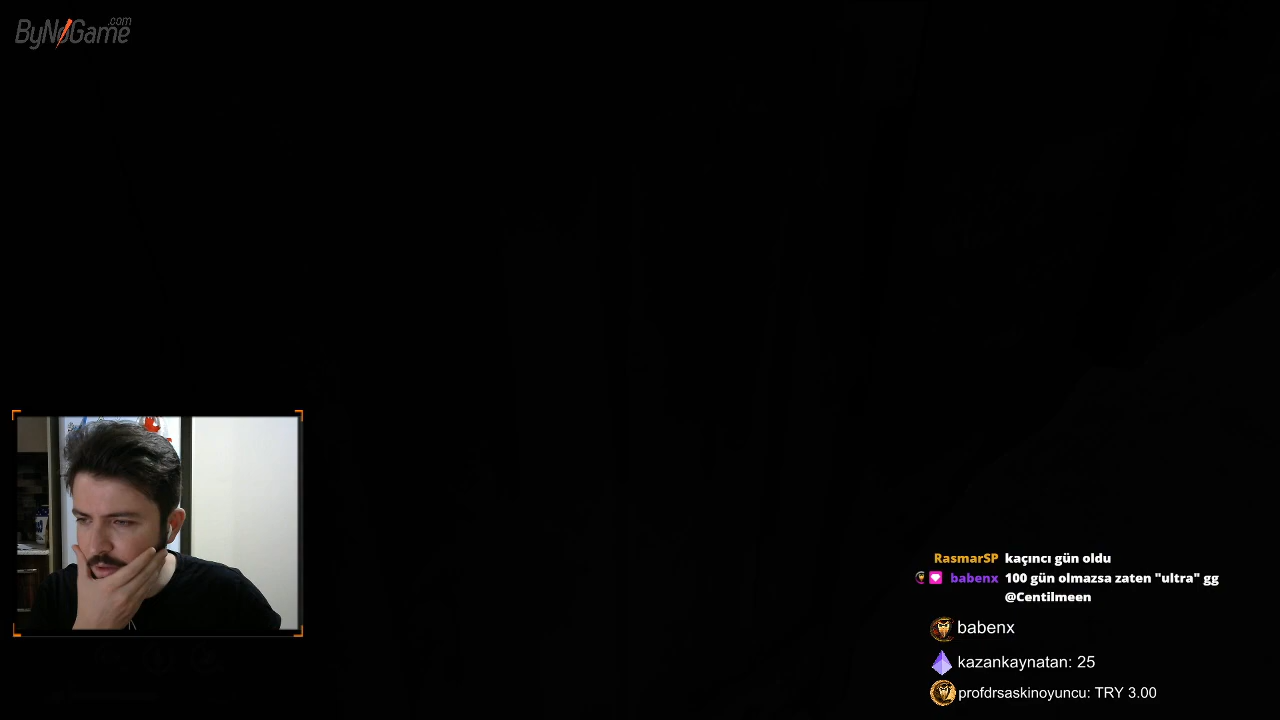 ByNoGame.com
RasmarSP kaçıncı gün oldu
babenx 100 gün olmazsa zaten "ultra" gg
@Centilmeen
babenx
kazankaynatan: 25
profdrsaskinoyuncu: TRY 3.00